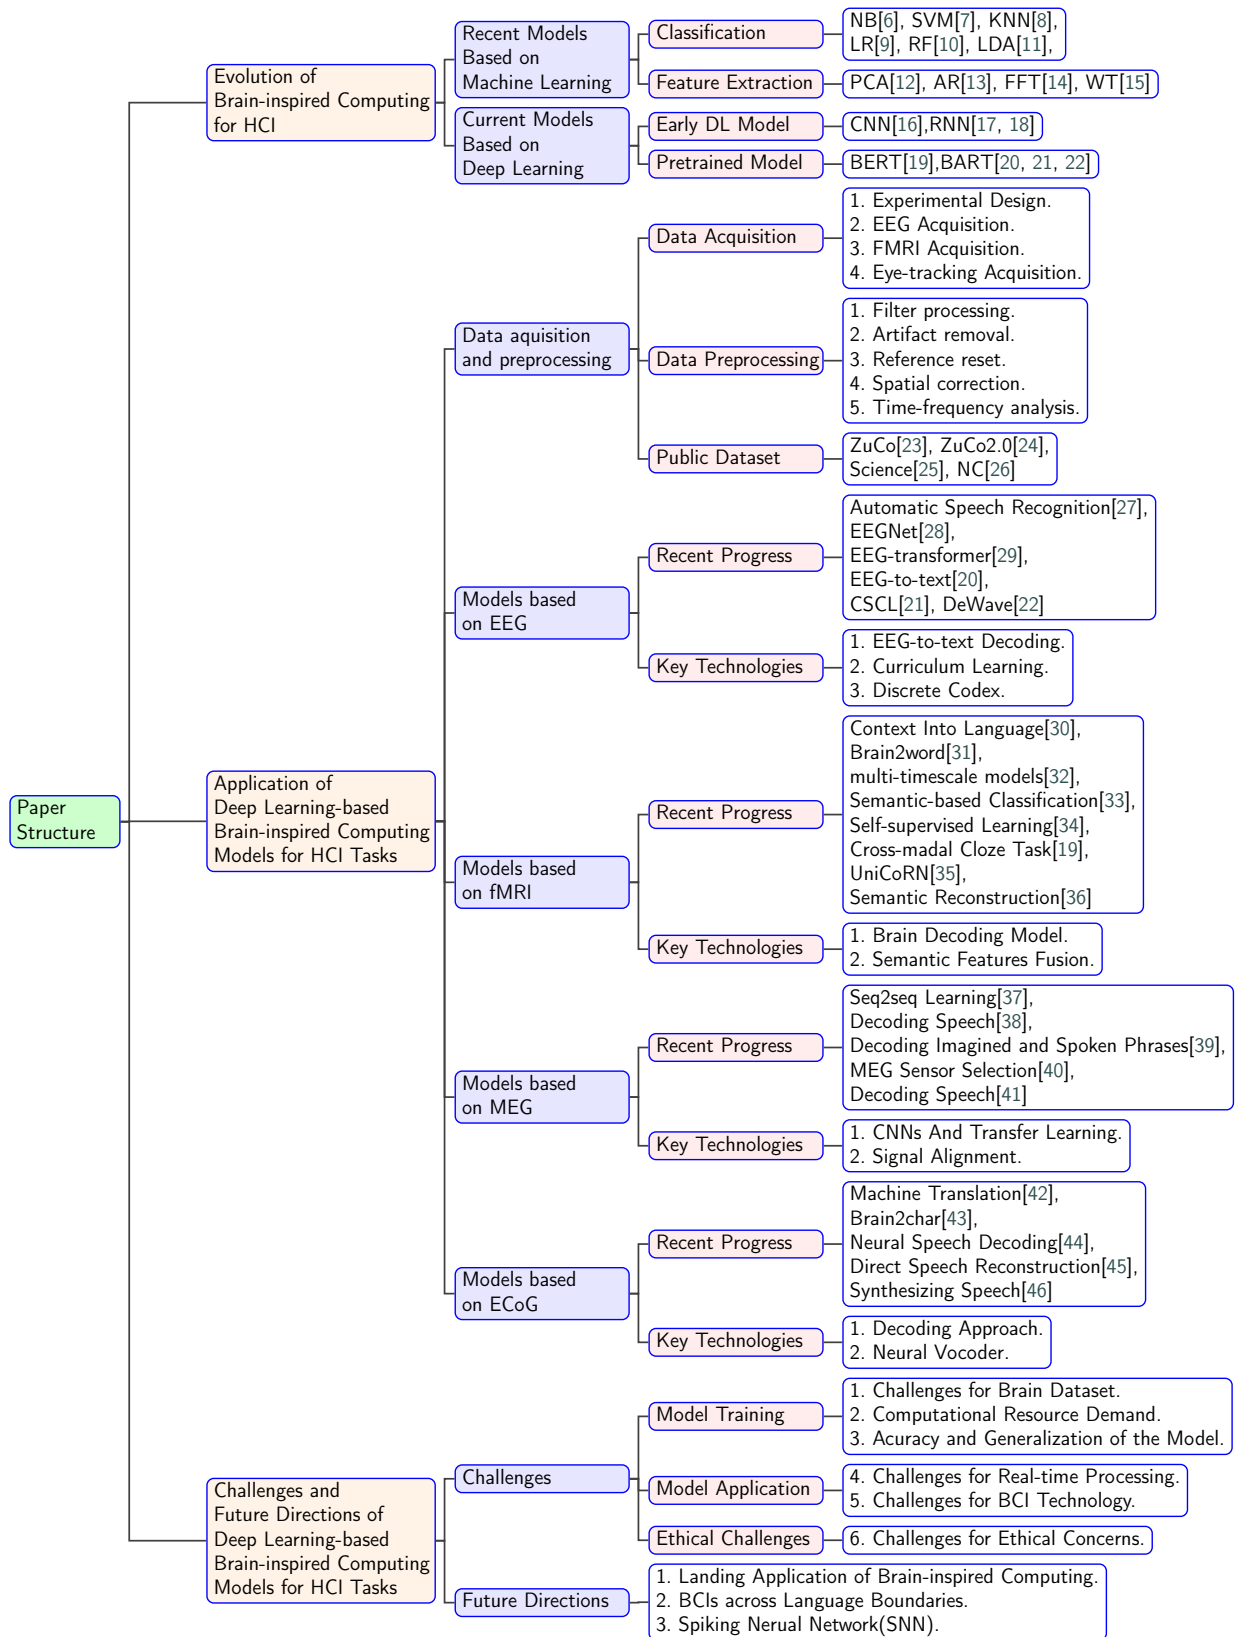 Paper
Structure
Evolution of
Brain-inspired Computing
for HCI
Recent Models
Based on
Machine Learning
Classification
NB[6], SVM[7], KNN[8],
LR[9], RF[10], LDA[11],
Feature Extraction
PCA[12], AR[13], FFT[14], WT[15]
Current Models
Based on
Deep Learning
Early DL Model
CNN[16],RNN[17, 18]
Pretrained Model
BERT[19],BART[20, 21, 22]
Application of
Deep Learning-based
Brain-inspired Computing
Models for HCI Tasks
Data aquisition
and preprocessing
Data Acquisition
1. Experimental Design.
2. EEG Acquisition.
3. FMRI Acquisition.
4. Eye-tracking Acquisition.
Data Preprocessing
1. Filter processing.
2. Artifact removal.
3. Reference reset.
4. Spatial correction.
5. Time-frequency analysis.
Public Dataset
ZuCo[23], ZuCo2.0[24],
Science[25], NC[26]
Models based
on EEG
Recent Progress
Automatic Speech Recognition[27],
EEGNet[28],
EEG-transformer[29],
EEG-to-text[20],
CSCL[21], DeWave[22]
Key Technologies
1. EEG-to-text Decoding.
2. Curriculum Learning.
3. Discrete Codex.
Models based
on fMRI
Recent Progress
Context Into Language[30],
Brain2word[31],
multi-timescale models[32],
Semantic-based Classification[33],
Self-supervised Learning[34],
Cross-madal Cloze Task[19],
UniCoRN[35],
Semantic Reconstruction[36]
Key Technologies
1. Brain Decoding Model.
2. Semantic Features Fusion.
Models based
on MEG
Recent Progress
Seq2seq Learning[37],
Decoding Speech[38],
Decoding Imagined and Spoken Phrases[39],
MEG Sensor Selection[40],
Decoding Speech[41]
Key Technologies
1. CNNs And Transfer Learning.
2. Signal Alignment.
Models based
on ECoG
Recent Progress
Machine Translation[42],
Brain2char[43],
Neural Speech Decoding[44],
Direct Speech Reconstruction[45],
Synthesizing Speech[46]
Key Technologies
1. Decoding Approach.
2. Neural Vocoder.
Challenges and
Future Directions of
Deep Learning-based
Brain-inspired Computing
Models for HCI Tasks
Challenges
Model Training
1. Challenges for Brain Dataset.
2. Computational Resource Demand.
3. Acuracy and Generalization of the Model.
Model Application
4. Challenges for Real-time Processing.
5. Challenges for BCI Technology.
Ethical Challenges
6. Challenges for Ethical Concerns.
Future Directions
1. Landing Application of Brain-inspired Computing.
2. BCIs across Language Boundaries.
3. Spiking Nerual Network(SNN).